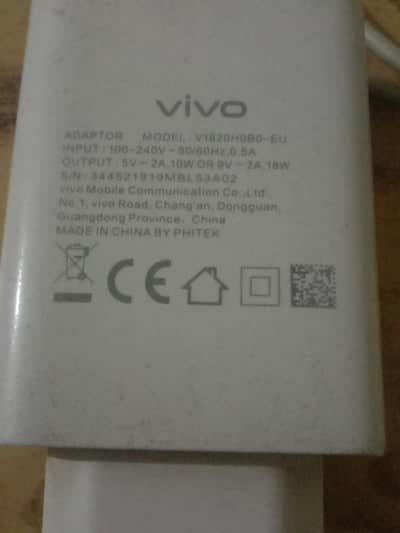 vivo
ADAPTOR MODEL : V1820H0B0-EU
INPUT : 100-240V ~ 50/60Hz, 0.5A
OUTPUT : 5V ⎓ 2A, 10W OR 9V ⎓ 2A, 18W
S/N: 344521919MBLS3A02
vivo Mobile Communication Co., Ltd.
No.1, vivo Road, Chang'an, Dongguan,
Guangdong Province, China
MADE IN CHINA BY PHITEK
CE